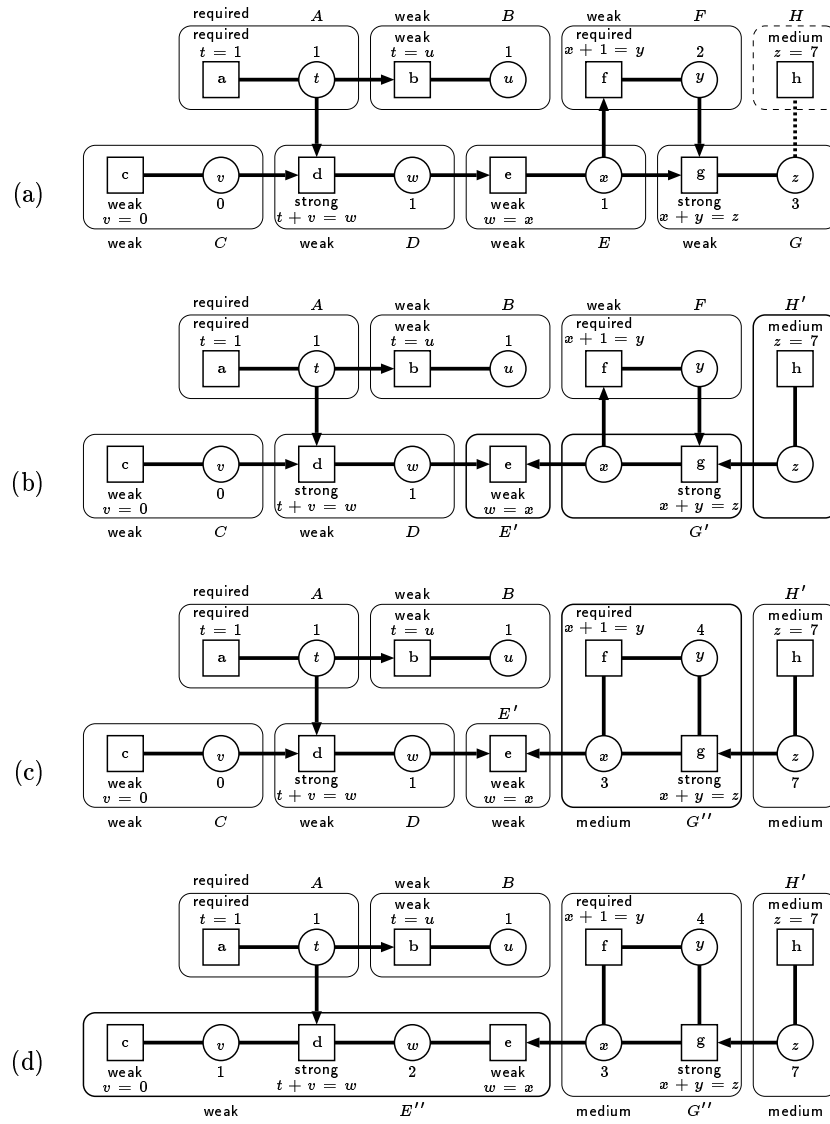 required A weak B weak F H
required 1 weak 1 required 2 medium
t = 1 t = u x + 1 = y z = 7
a t b u f y h
(a) c v d w e x g z
weak 0 strong 1 weak 1 strong 3
v = 0 t + v = w w = x x + y = z
weak C weak D weak E weak G
required A weak B weak F H′
required 1 weak 1 required medium
t = 1 t = u x + 1 = y z = 7
a t b u f y h
(b) c v d w e x g z
weak 0 strong 1 weak strong
v = 0 t + v = w w = x x + y = z
weak C weak D E′ G′
required A weak B H′
required 1 weak 1 required 4 medium
t = 1 t = u x + 1 = y z = 7
a t b u f y h
E′
(c) c v d w e x g z
weak 0 strong 1 weak 3 strong 7
v = 0 t + v = w w = x x + y = z
weak C weak D weak medium G′′ medium
required A weak B H′
required 1 weak 1 required 4 medium
t = 1 t = u x + 1 = y z = 7
a t b u f y h
(d) c v d w e x g z
weak 1 strong 2 weak 3 strong 7
v = 0 t + v = w w = x x + y = z
weak E′′ medium G′′ medium